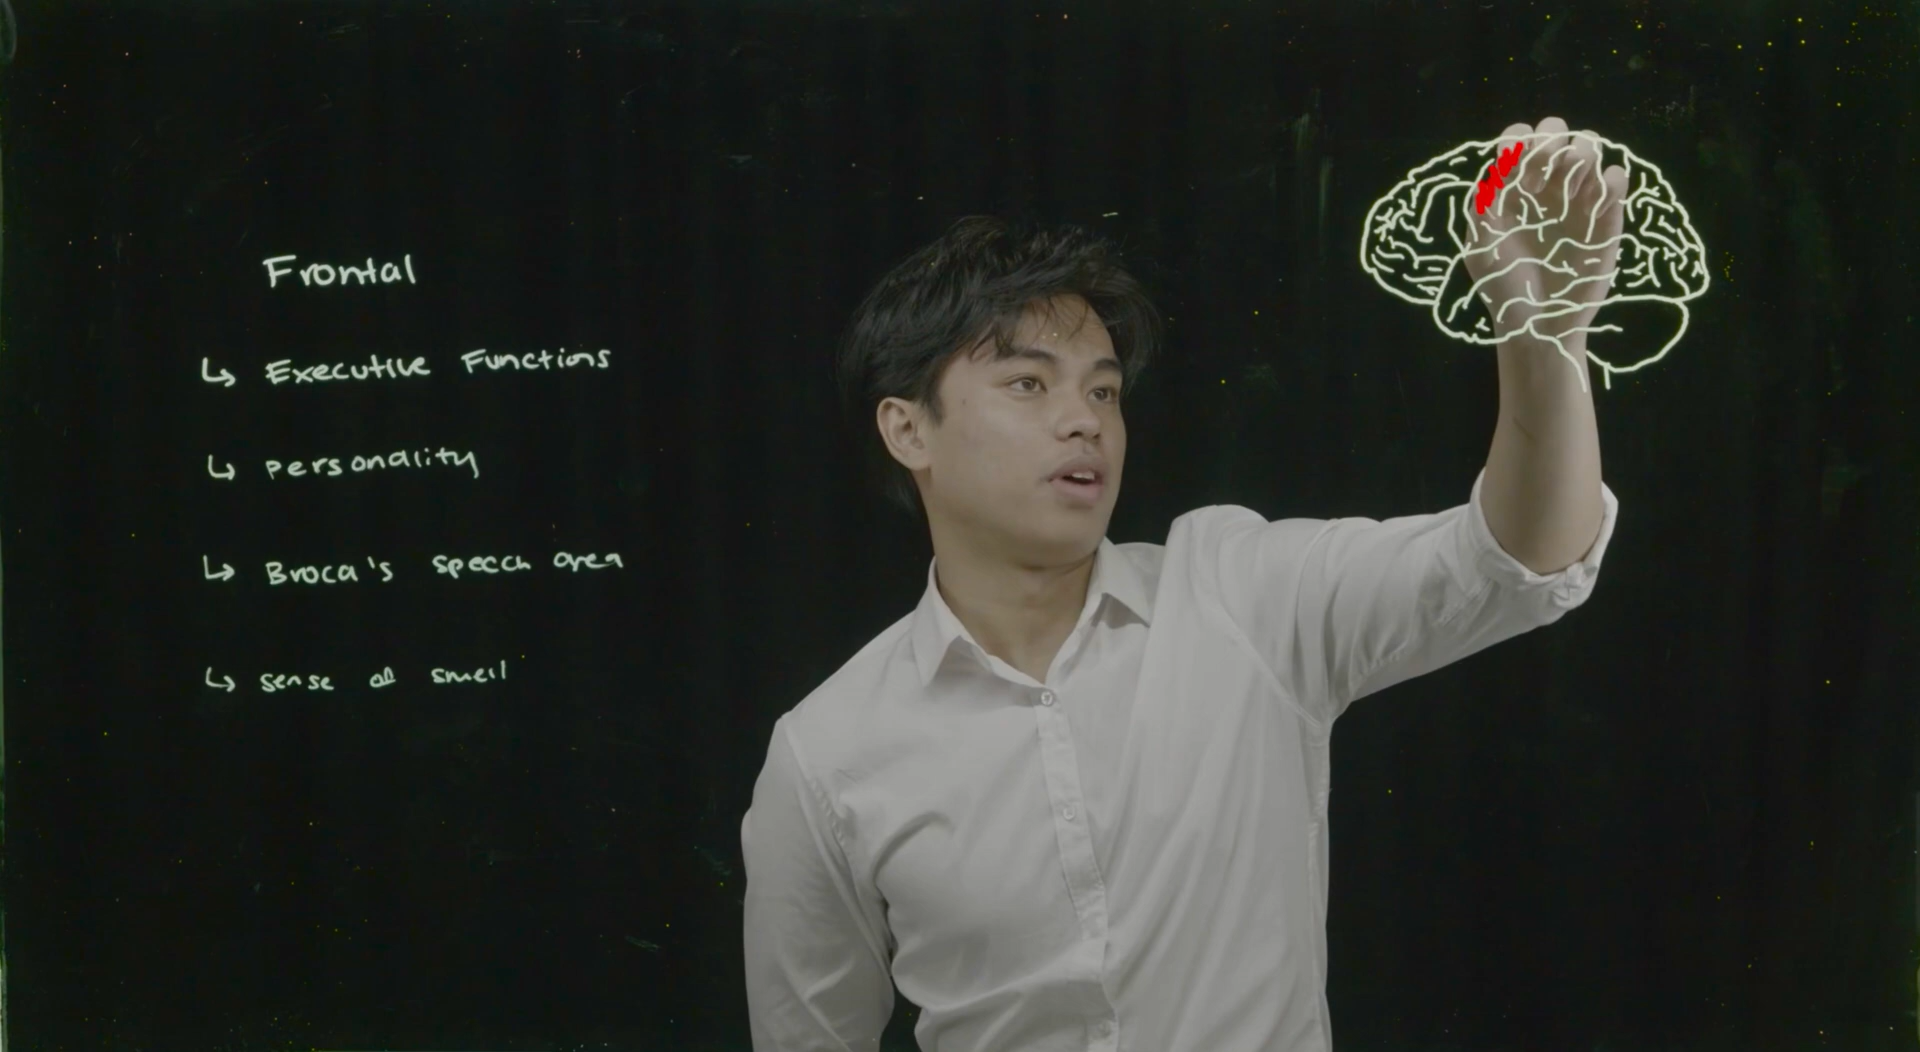 Frontal
↳ Executive Functions
↳ personality
↳ Broca's speech area
↳ sense of smell